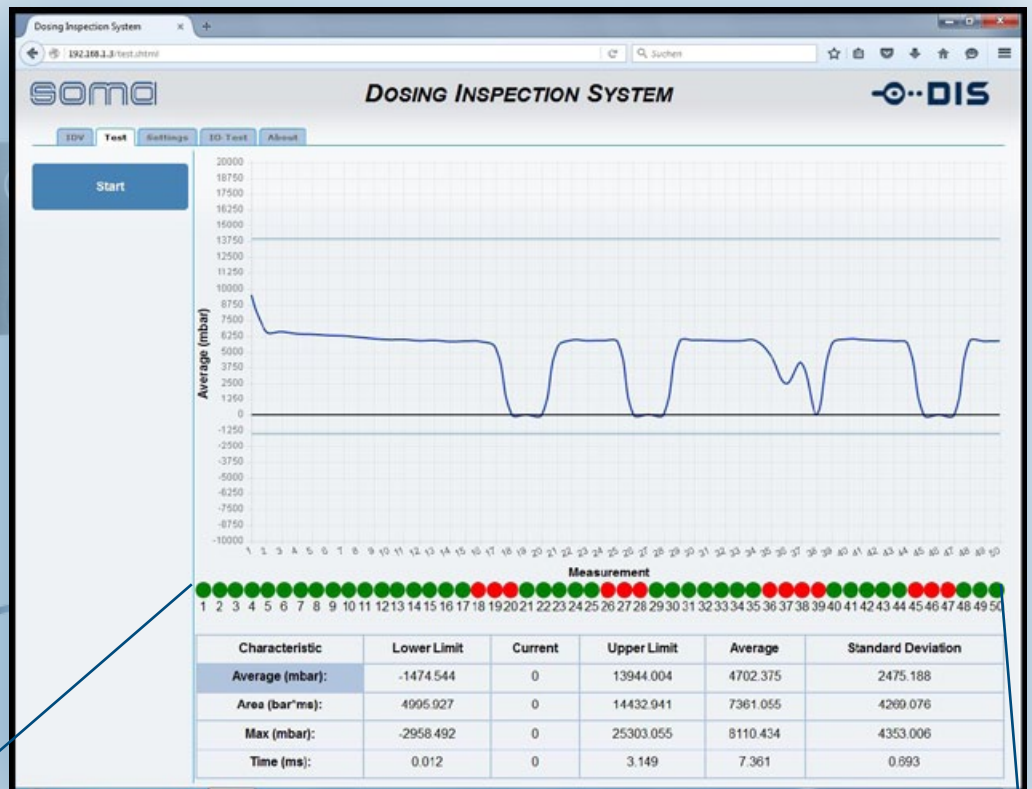 Dosing Inspection System × +
192.168.1.3/test.shtml Suchen
soma DOSING INSPECTION SYSTEM DIS
IDV Test Settings IO-Test About
Start
Average (mbar)
20000
18750
17500
16250
15000
13750
12500
11250
10000
8750
7500
6250
5000
3750
2500
1250
0
-1250
-2500
-3750
-5000
-6250
-7500
-8750
-10000
1 2 3 4 5 6 7 8 9 10 11 12 13 14 15 16 17 18 19 20 21 22 23 24 25 26 27 28 29 30 31 32 33 34 35 36 37 38 39 40 41 42 43 44 45 46 47 48 49 50
Measurement
1 2 3 4 5 6 7 8 9 10 11 12 13 14 15 16 17 18 19 20 21 22 23 24 25 26 27 28 29 30 31 32 33 34 35 36 37 38 39 40 41 42 43 44 45 46 47 48 49 50
Characteristic Lower Limit Current Upper Limit Average Standard Deviation
Average (mbar): -1474.544 0 13944.004 4702.375 2475.188
Area (bar*ms): 4995.927 0 14432.941 7361.055 4269.076
Max (mbar): -2958.492 0 25303.055 8110.434 4353.006
Time (ms): 0.012 0 3.149 7.361 0.693